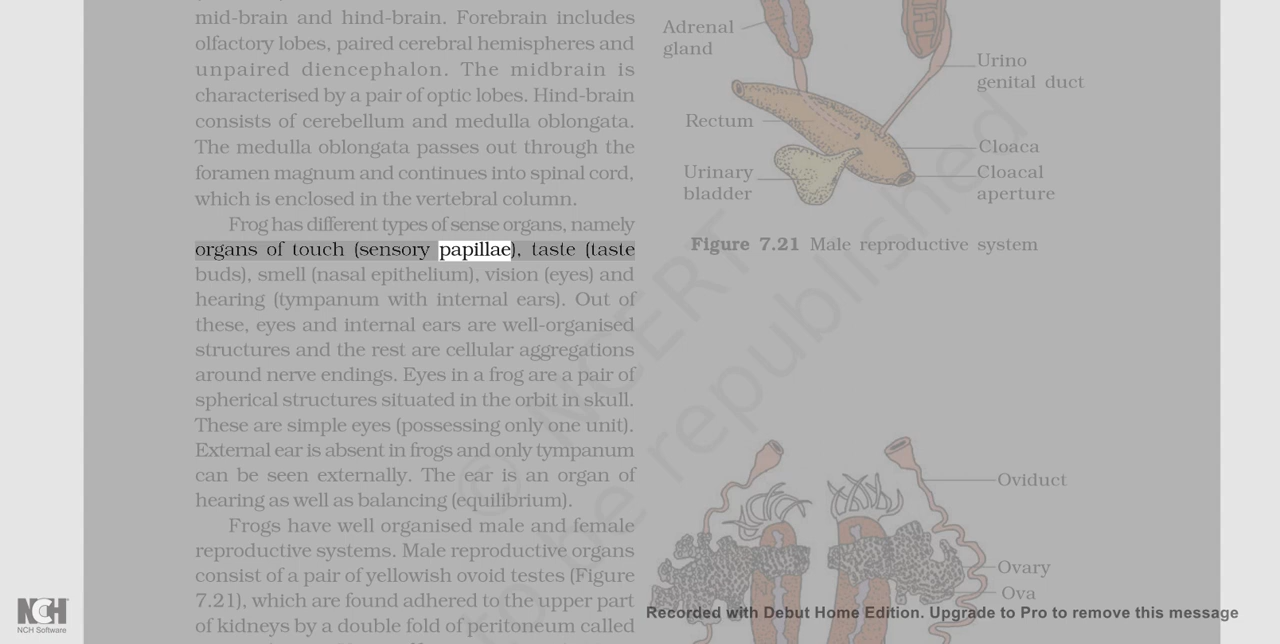 mid-brain and hind-brain. Forebrain includes
olfactory lobes, paired cerebral hemispheres and
unpaired diencephalon. The midbrain is
characterised by a pair of optic lobes. Hind-brain
consists of cerebellum and medulla oblongata.
The medulla oblongata passes out through the
foramen magnum and continues into spinal cord,
which is enclosed in the vertebral column.
Frog has different types of sense organs, namely
organs of touch (sensory papillae), taste (taste
buds), smell (nasal epithelium), vision (eyes) and
hearing (tympanum with internal ears). Out of
these, eyes and internal ears are well-organised
structures and the rest are cellular aggregations
around nerve endings. Eyes in a frog are a pair of
spherical structures situated in the orbit in skull.
These are simple eyes (possessing only one unit).
External ear is absent in frogs and only tympanum
can be seen externally. The ear is an organ of
hearing as well as balancing (equilibrium).
Frogs have well organised male and female
reproductive systems. Male reproductive organs
consist of a pair of yellowish ovoid testes (Figure
7.21), which are found adhered to the upper part
of kidneys by a double fold of peritoneum called
Adrenal
gland
Urino
genital duct
Rectum
Cloaca
Urinary
bladder
Cloacal
aperture
Figure 7.21 Male reproductive system
Oviduct
Ovary
Ova
© NCERT
to be republished
Recorded with Debut Home Edition. Upgrade to Pro to remove this message
NCH
NCH Software